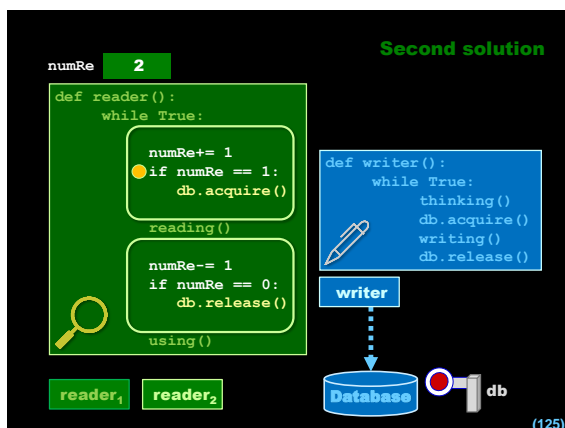 Second solution
numRe 2
def reader():
while True:
numRe+= 1
if numRe == 1:
db.acquire()
reading()
numRe-= 1
if numRe == 0:
db.release()
using()
def writer():
while True:
thinking()
db.acquire()
writing()
db.release()
writer
reader1 reader2
Database
db
(125)